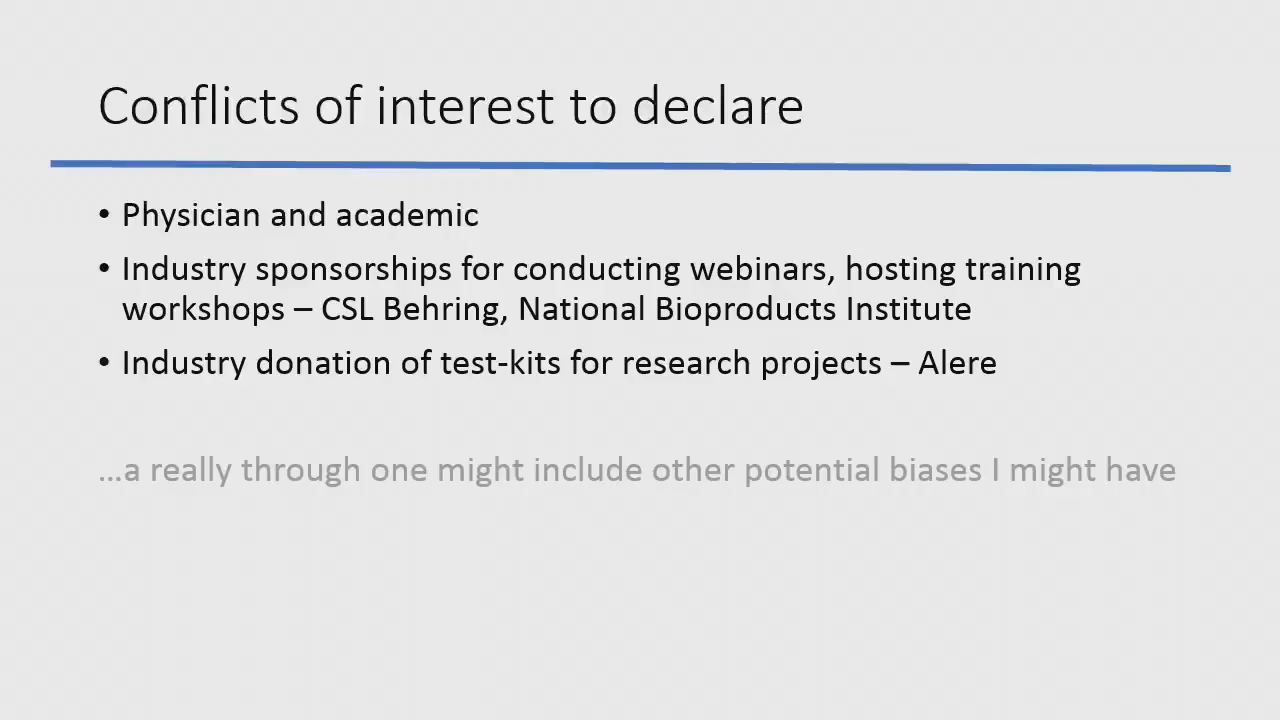 Conflicts of interest to declare
• Physician and academic
• Industry sponsorships for conducting webinars, hosting training
workshops – CSL Behring, National Bioproducts Institute
• Industry donation of test-kits for research projects – Alere
...a really through one might include other potential biases I might have